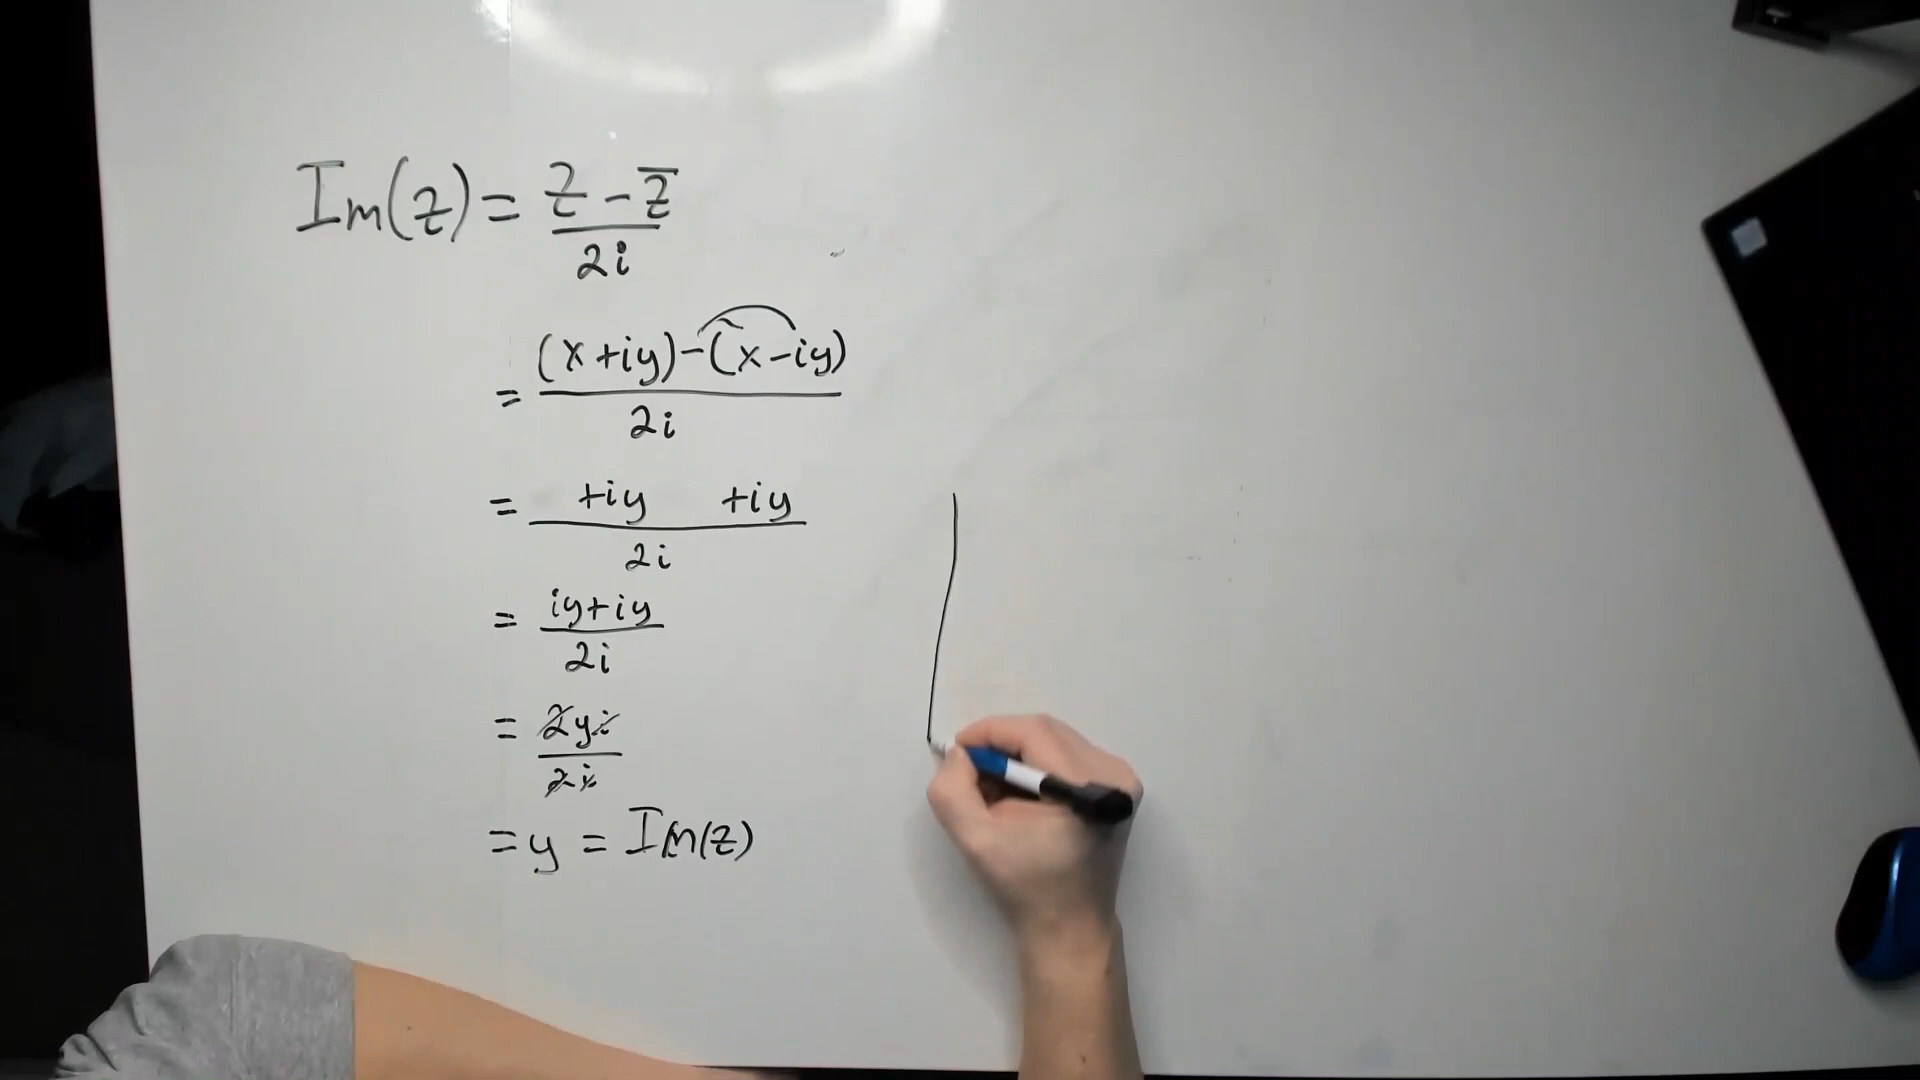 Im(z) = (z - z̅)/2i
= ((x+iy)-(x-iy))/2i
= (+iy +iy)/2i
= (iy+iy)/2i
= 2yi/2i
= y = Im(z)